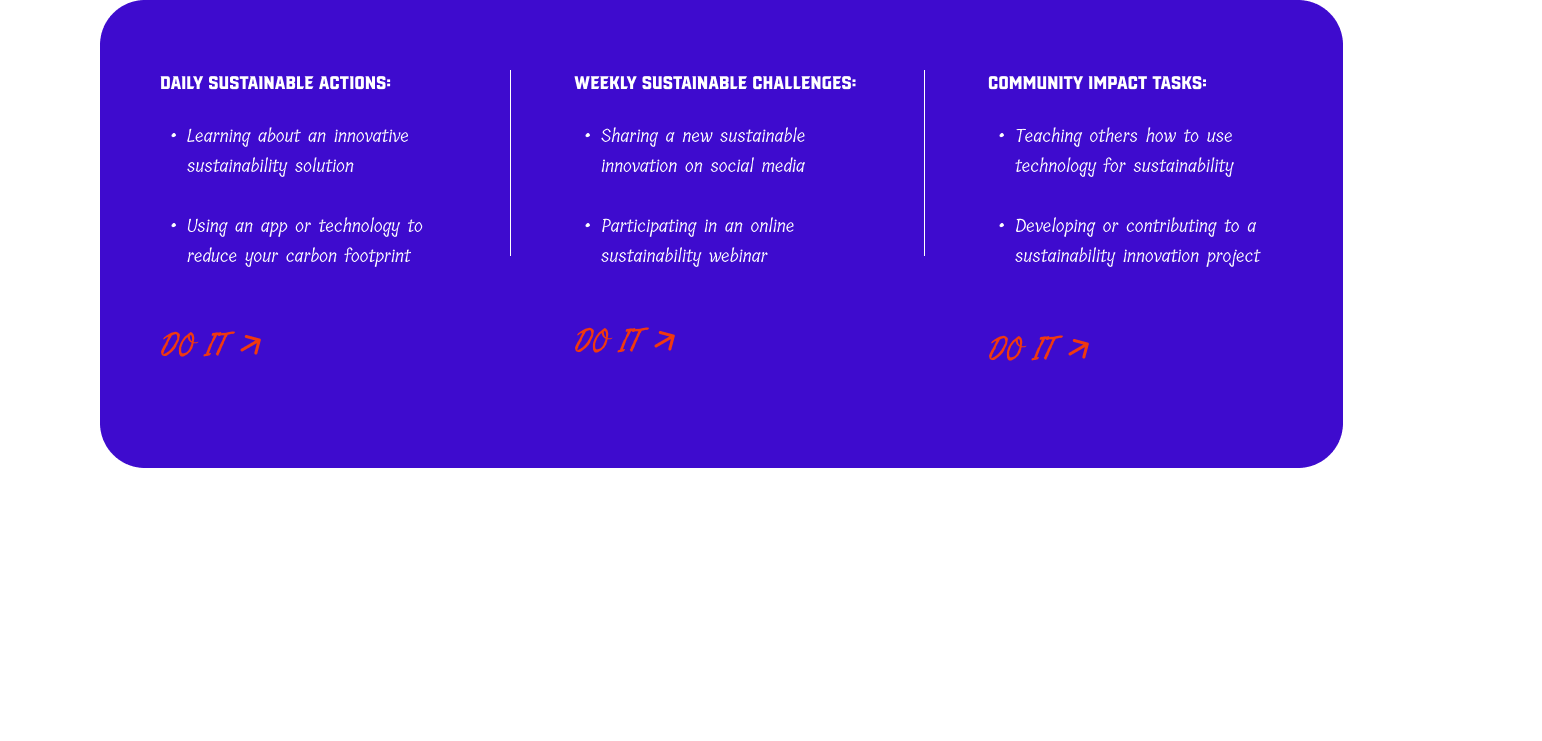 DAILY SUSTAINABLE ACTIONS:
• Learning about an innovative
sustainability solution
• Using an app or technology to
reduce your carbon footprint
DO IT ↗
WEEKLY SUSTAINABLE CHALLENGES:
• Sharing a new sustainable
innovation on social media
• Participating in an online
sustainability webinar
DO IT ↗
COMMUNITY IMPACT TASKS:
• Teaching others how to use
technology for sustainability
• Developing or contributing to a
sustainability innovation project
DO IT ↗